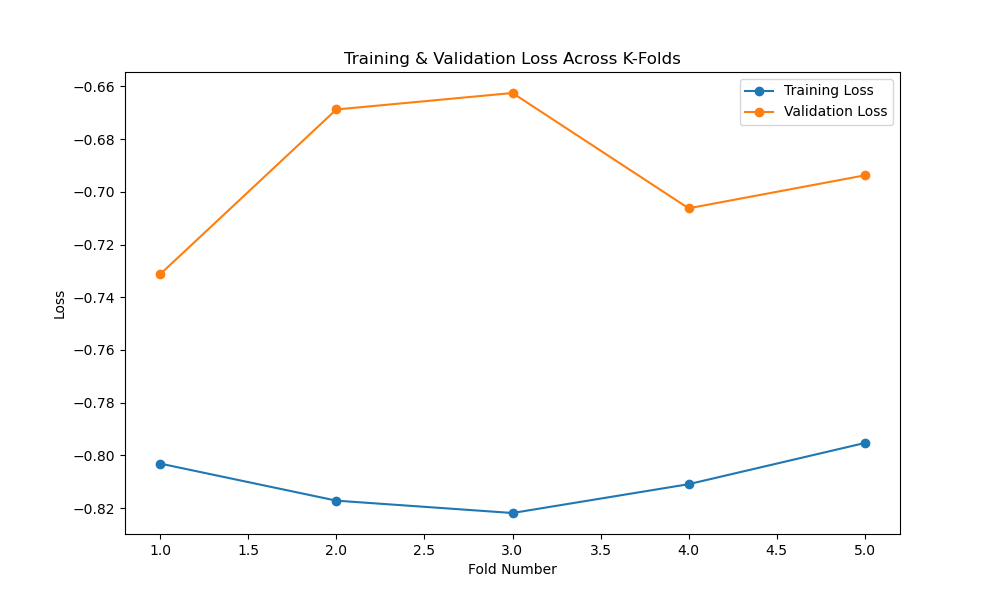 Training & Validation Loss Across K-Folds
Training Loss
Validation Loss
−0.66
−0.68
−0.70
−0.72
−0.74
−0.76
−0.78
−0.80
−0.82
Loss
1.0 1.5 2.0 2.5 3.0 3.5 4.0 4.5 5.0
Fold Number